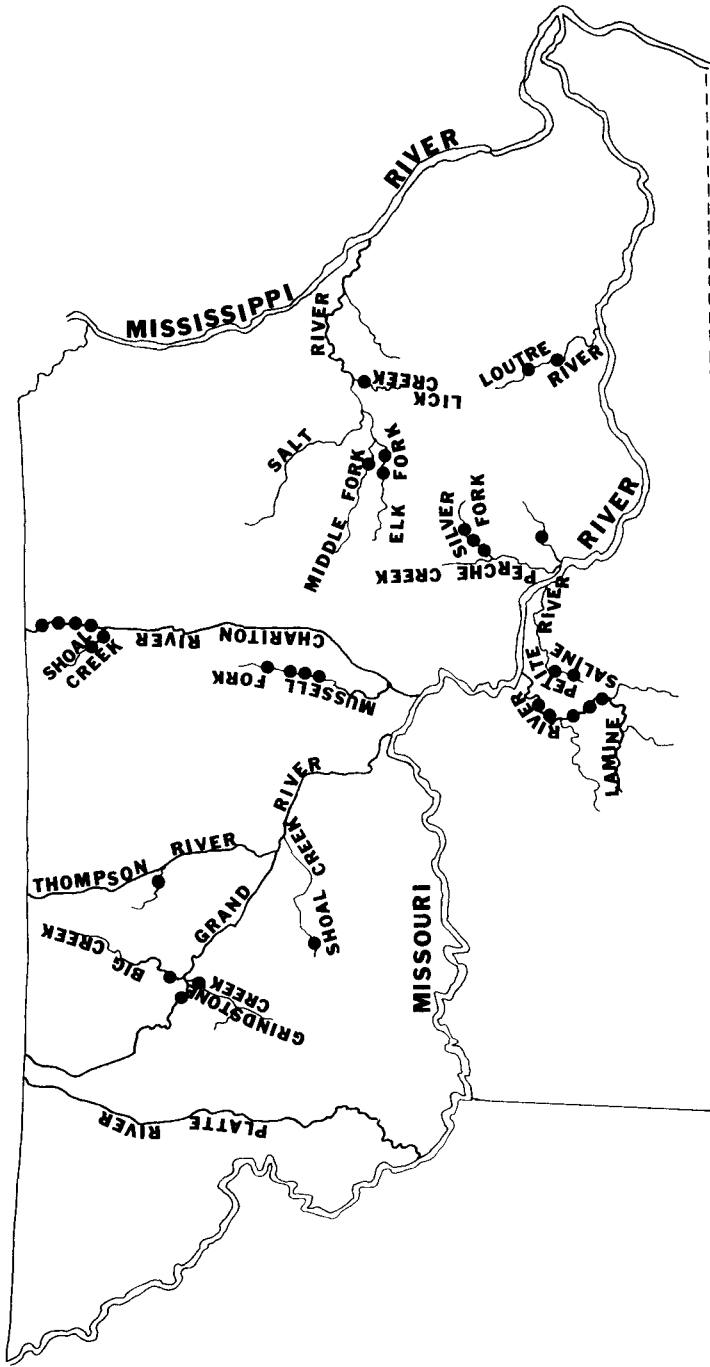 MISSISSIPPI
RIVER
SALT
RIVER
LICK
CREEK
MIDDLE FORK
ELK FORK
LOUTRE
RIVER
SILVER
FORK
PERCHE CREEK
RIVER
SHOAL
CREEK
CHARITON
RIVER
MUSSELL FORK
PETITE
SALINE
RIVER
LAMINE
RIVER
THOMPSON
RIVER
GRAND
RIVER
SHOAL CREEK
BIG CREEK
GRINDSTONE
CREEK
MISSOURI
PLATTE
RIVER